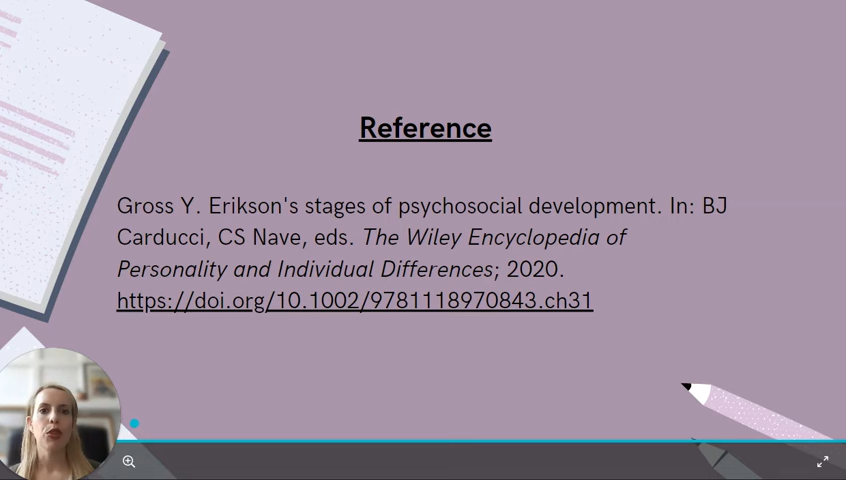 Reference
Gross Y. Erikson's stages of psychosocial development. In: BJ
Carducci, CS Nave, eds. The Wiley Encyclopedia of
Personality and Individual Differences; 2020.
https://doi.org/10.1002/9781118970843.ch31